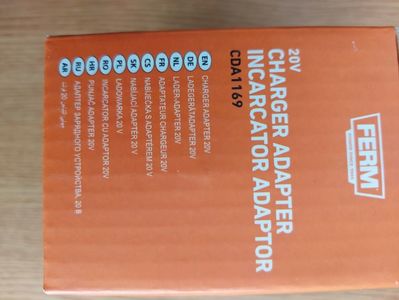 FERM
20V
CHARGER ADAPTER
INCARCATOR ADAPTOR
CDA1169
EN CHARGER ADAPTER 20V
DE LADEGERÄTADAPTER 20V
NL LADER-ADAPTER 20V
FR ADAPTATEUR CHARGEUR 20V
CS NABÍJEČKA S ADAPTÉREM 20 V
SK NABÍJACÍ ADAPTÉR 20 V
PL ŁADOWARKA 20 V
RO INCARCATOR CU ADAPTOR 20V
HR PUNJAČ ADAPTER 20V
RU АДАПТЕР ЗАРЯДНОГО УСТРОЙСТВА, 20 В
AR